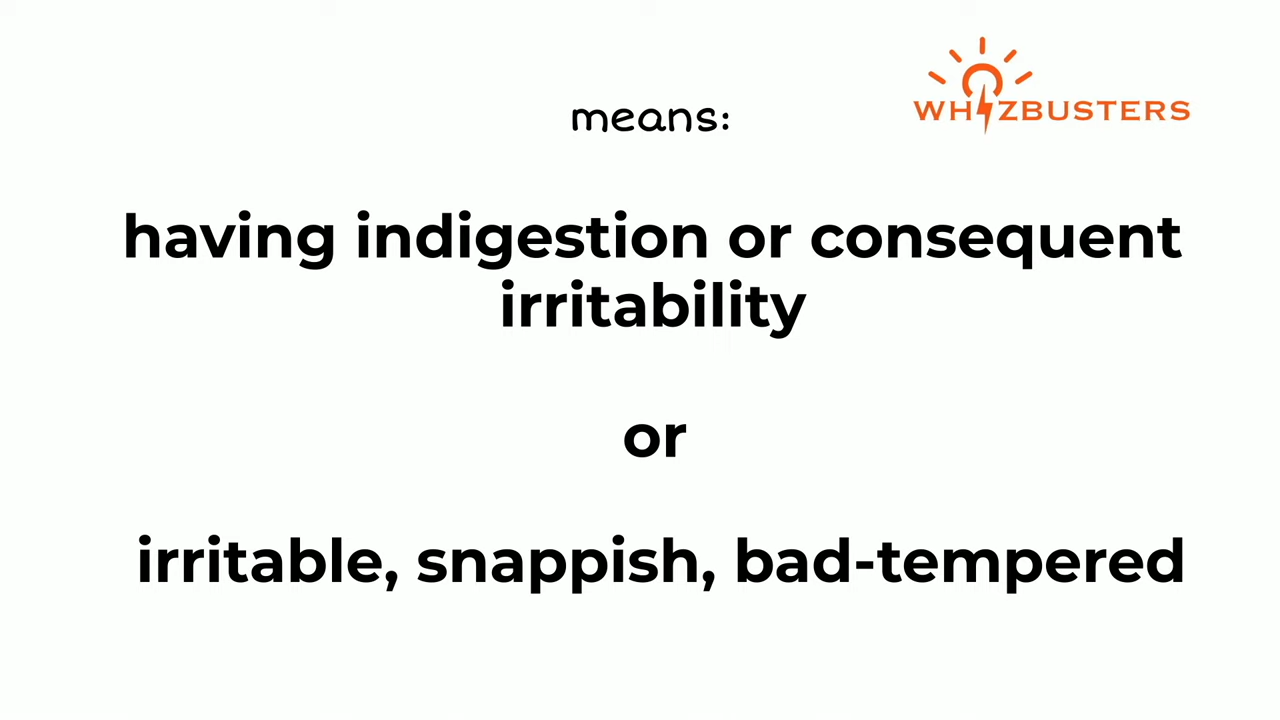 WHIZBUSTERS
means:
having indigestion or consequent
irritability
or
irritable, snappish, bad-tempered